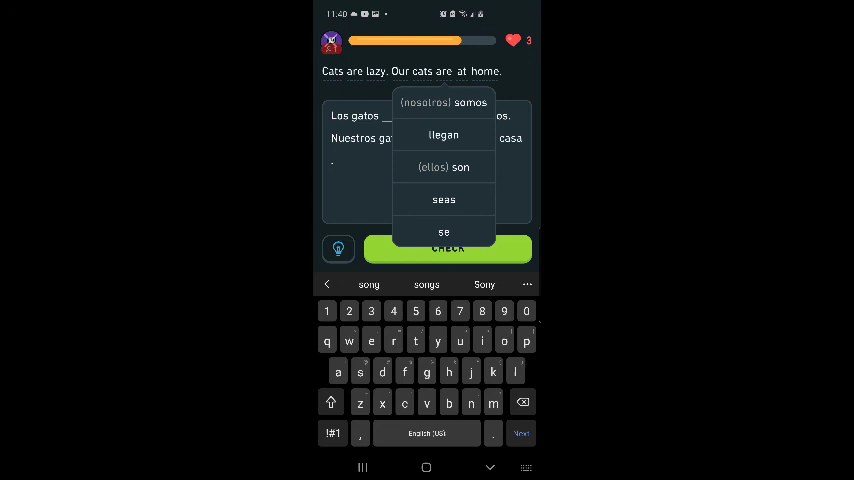 11:40
3
Cats are lazy. Our cats are at home.
Los gatos
os.
Nuestros gat
casa
.
(nosotros) somos
llegan
(ellos) son
seas
se
CHECK
song songs Sony
1 2 3 4 5 6 7 8 9 0
q w e r t y u i o p
a s d f g h j k l
z x c v b n m
!#1 , English (US) . Next